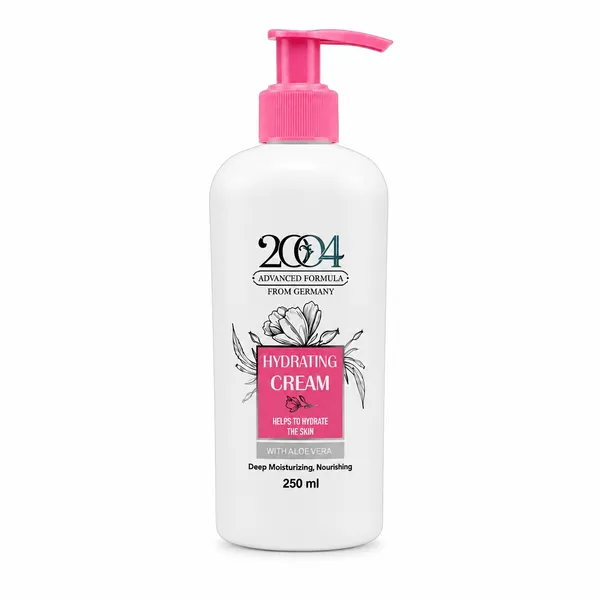 2004
ADVANCED FORMULA
FROM GERMANY
HYDRATING
CREAM
HELPS TO HYDRATE
THE SKIN
WITH ALOE VERA
Deep Moisturizing, Nourishing
250 ml